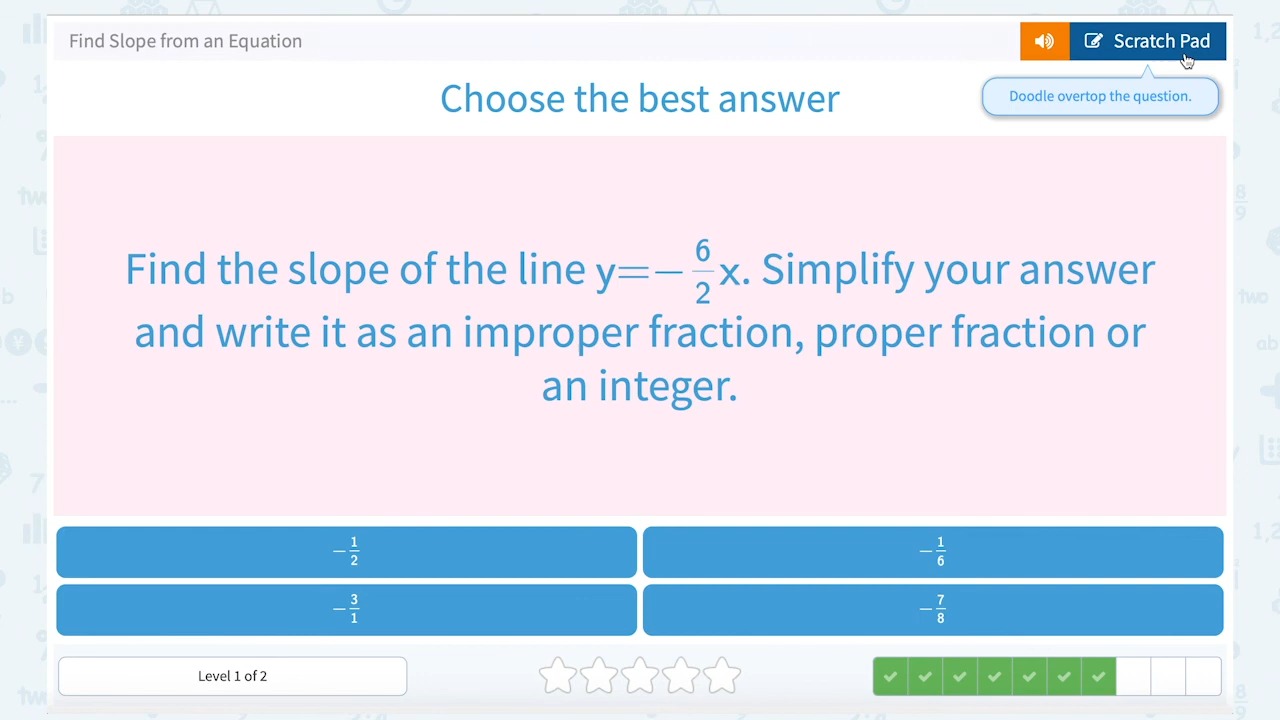 Find Slope from an Equation
Scratch Pad
Choose the best answer
Doodle overtop the question.
Find the slope of the line y=−6/2x. Simplify your answer
and write it as an improper fraction, proper fraction or
an integer.
−1/2
−1/6
−3/1
−7/8
Level 1 of 2